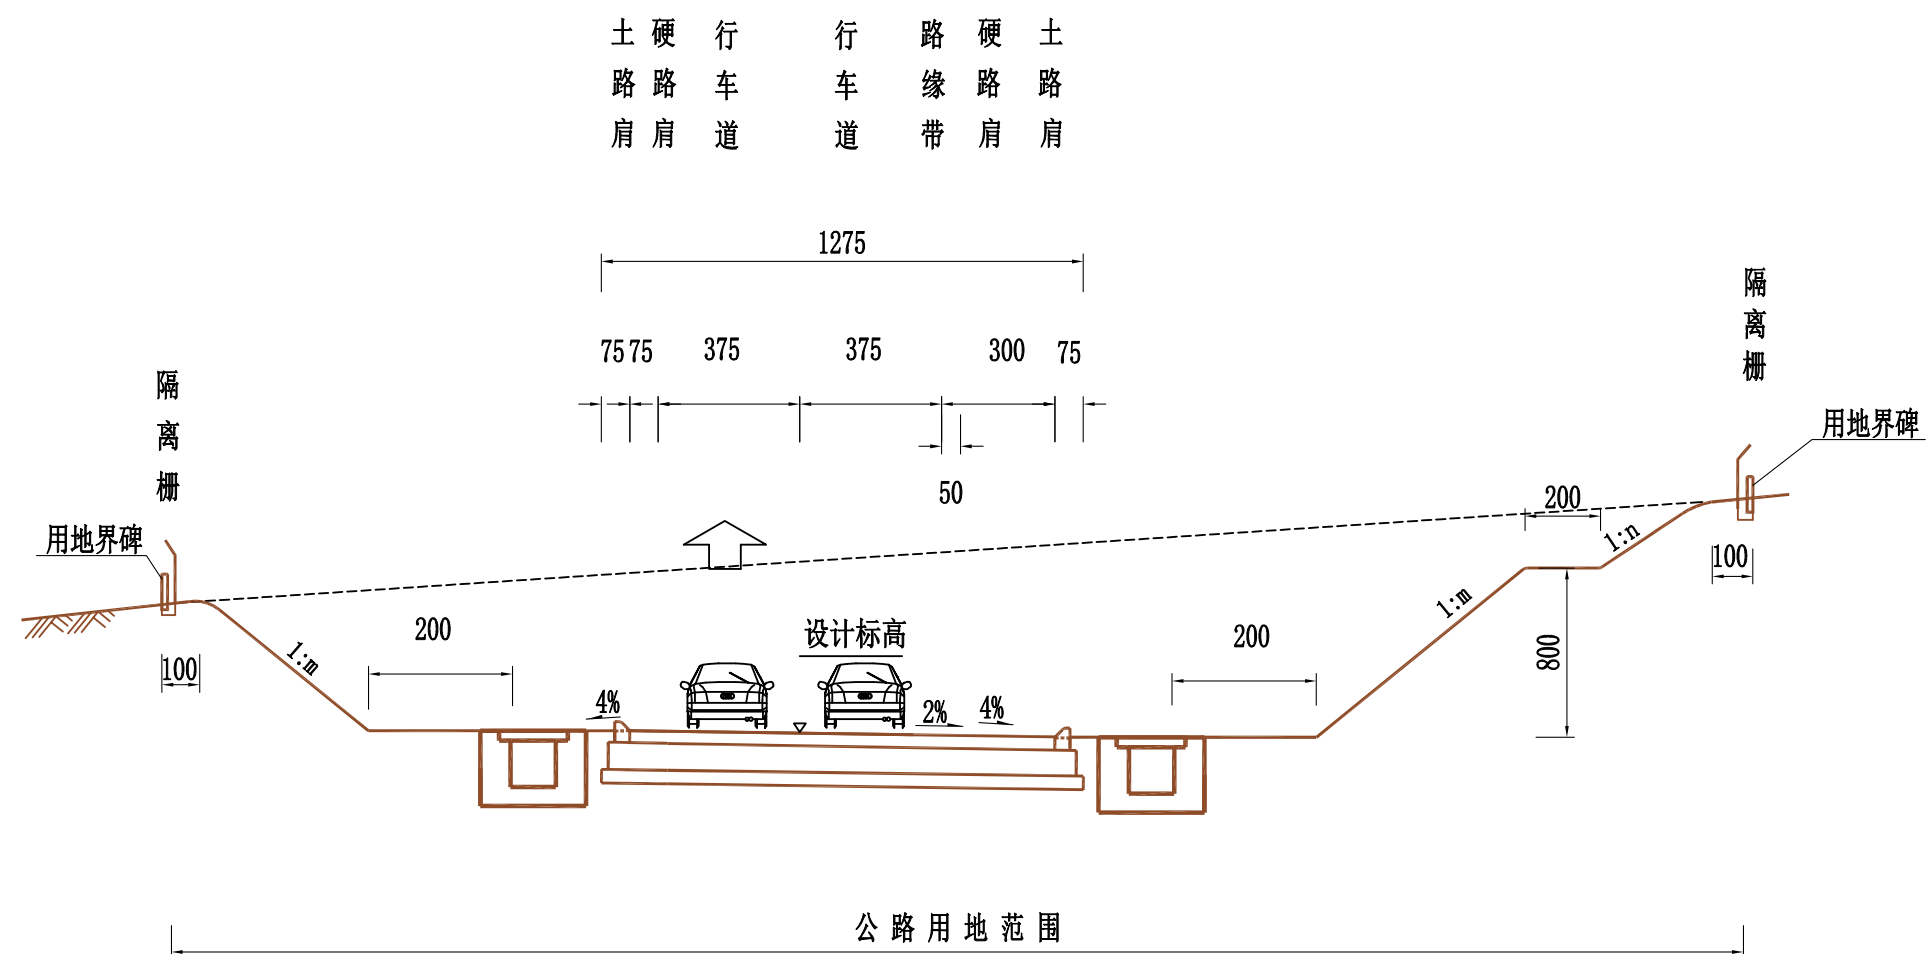 土路肩
硬路肩
行车道
行车道
路缘带
硬路肩
土路肩
1275
隔离栅
75
75
375
375
300
75
隔离栅
用地界碑
50
200
用地界碑
1:n
100
1:m
200
设计标高
200
1:m
800
100
4%
2%
4%
公路用地范围